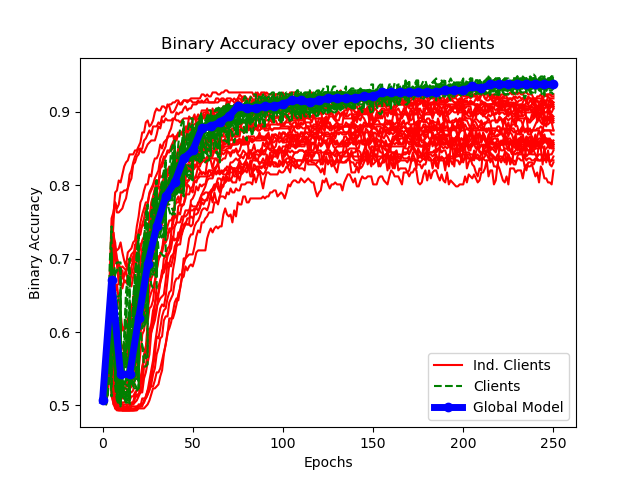 Binary Accuracy over epochs, 30 clients
Binary Accuracy
0.9
0.8
0.7
0.6
0.5
0
50
100
150
200
250
Epochs
Ind. Clients
Clients
Global Model